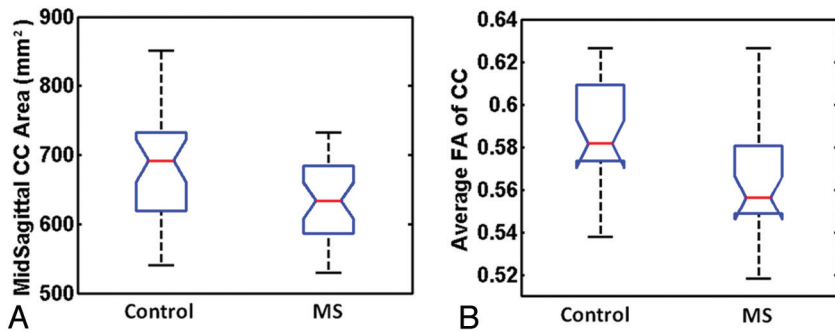 MidSagittal CC Area (mm²)
900
800
700
600
500
Control
MS
A
Average FA of CC
0.64
0.62
0.6
0.58
0.56
0.54
0.52
Control
MS
B